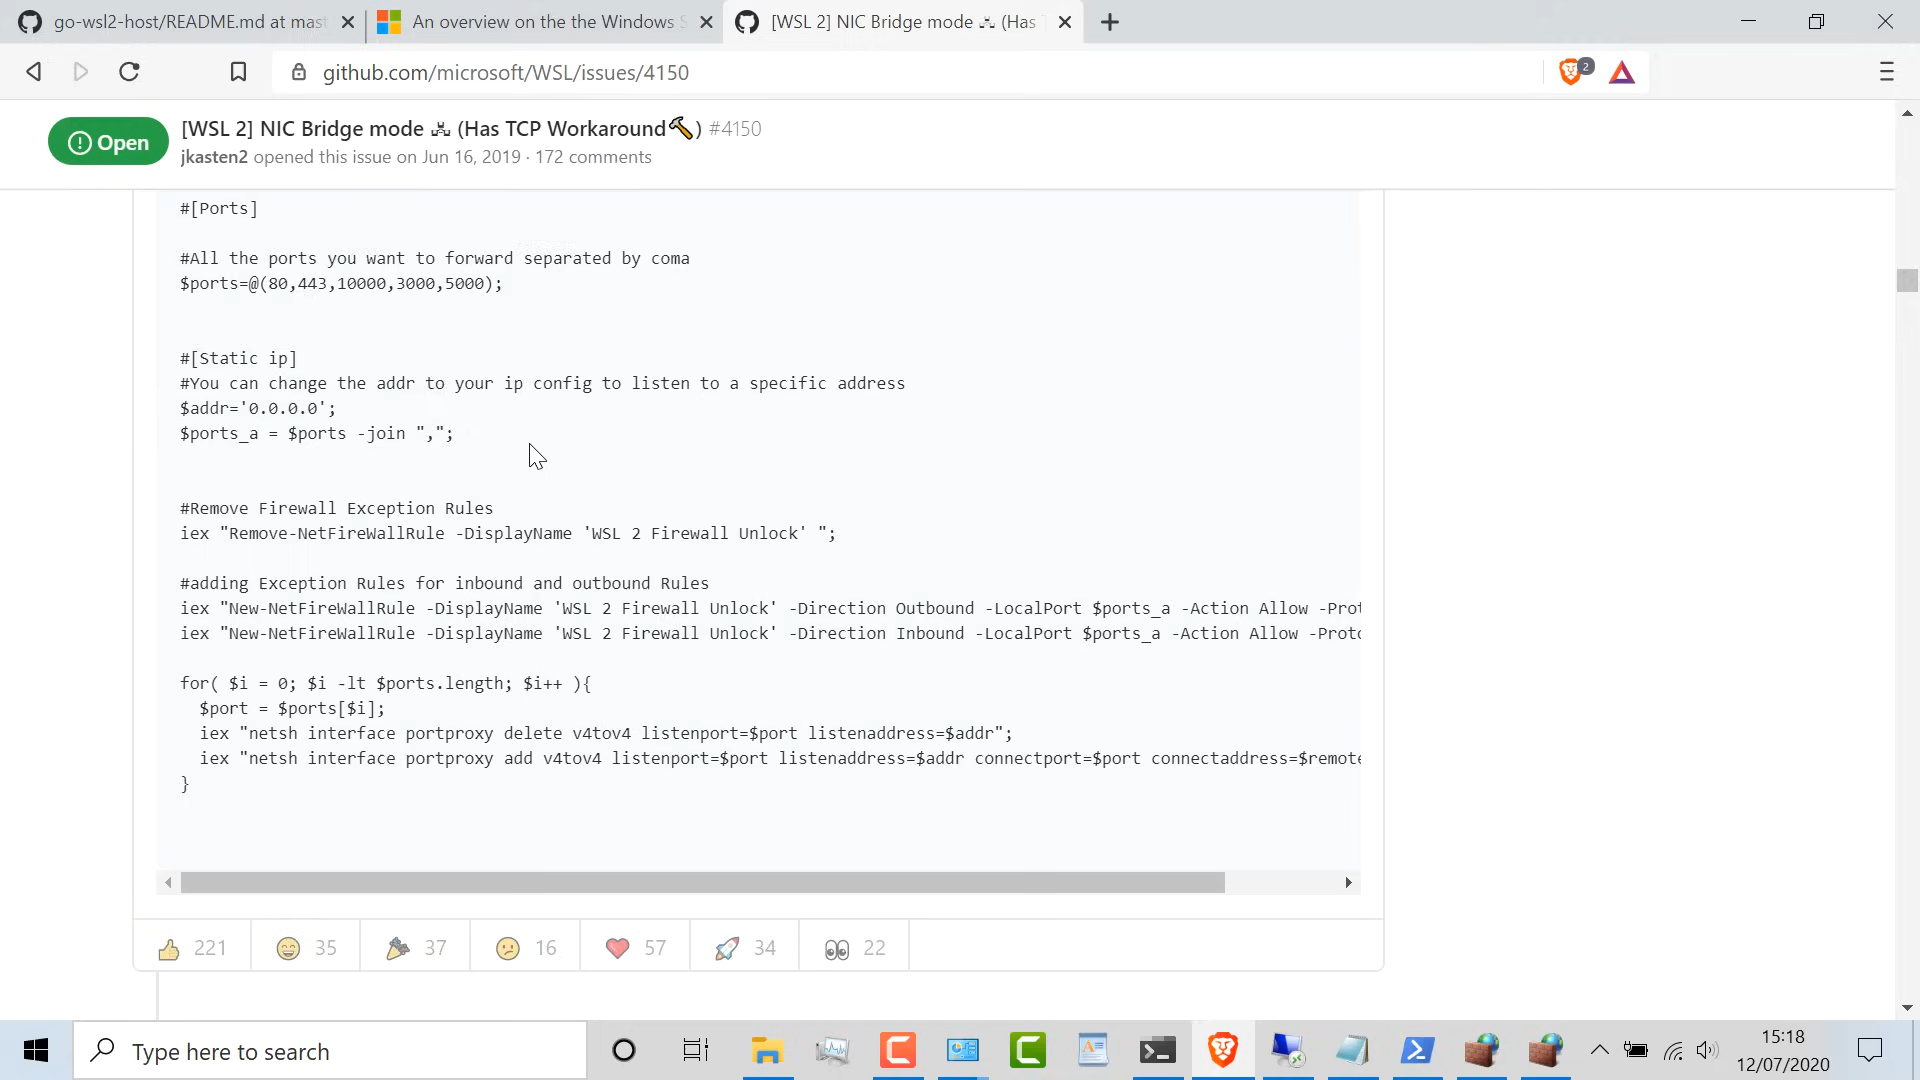 go-wsl2-host/README.md at mast
An overview on the the Windows S
[WSL 2] NIC Bridge mode 🖧 (Has T
github.com/microsoft/WSL/issues/4150
2
Open
[WSL 2] NIC Bridge mode 🖧 (Has TCP Workaround🔨) #4150
jkasten2 opened this issue on Jun 16, 2019 · 172 comments
#[Ports]
#All the ports you want to forward separated by coma
$ports=@(80,443,10000,3000,5000);
#[Static ip]
#You can change the addr to your ip config to listen to a specific address
$addr='0.0.0.0';
$ports_a = $ports -join ",";
#Remove Firewall Exception Rules
iex "Remove-NetFireWallRule -DisplayName 'WSL 2 Firewall Unlock' ";
#adding Exception Rules for inbound and outbound Rules
iex "New-NetFireWallRule -DisplayName 'WSL 2 Firewall Unlock' -Direction Outbound -LocalPort $ports_a -Action Allow -Prot
iex "New-NetFireWallRule -DisplayName 'WSL 2 Firewall Unlock' -Direction Inbound -LocalPort $ports_a -Action Allow -Proto
for( $i = 0; $i -lt $ports.length; $i++ ){
$port = $ports[$i];
iex "netsh interface portproxy delete v4tov4 listenport=$port listenaddress=$addr";
iex "netsh interface portproxy add v4tov4 listenport=$port listenaddress=$addr connectport=$port connectaddress=$remote
}
👍 221 😄 35 🎉 37 😕 16 ❤️ 57 🚀 34 👀 22
Type here to search
15:18
12/07/2020